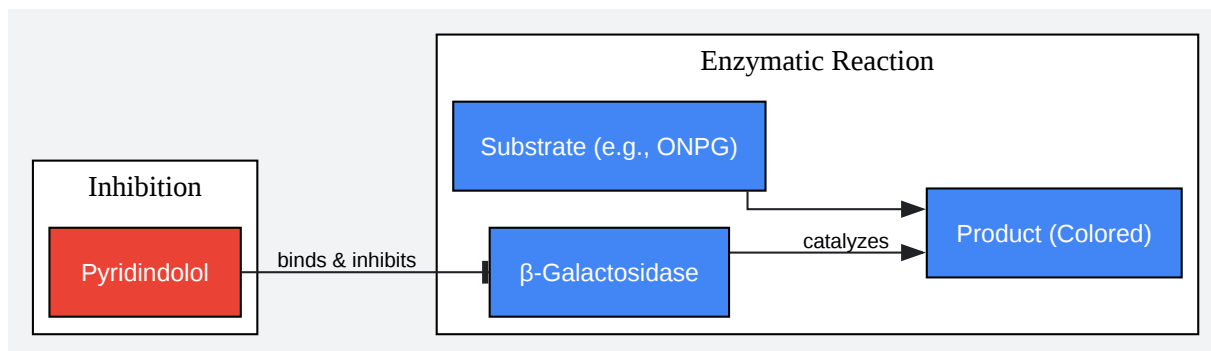 Enzymatic Reaction
Substrate (e.g., ONPG)
Inhibition
Product (Colored)
catalyzes
binds & inhibits
Pyridindolol
β-Galactosidase